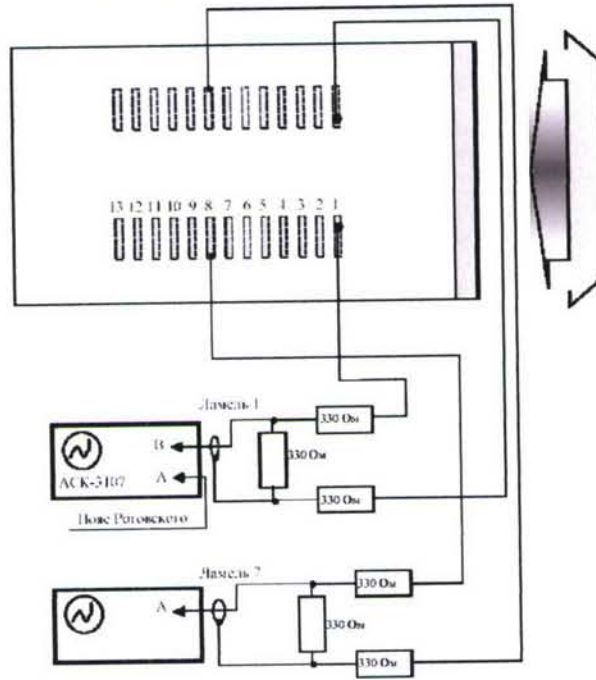 13 12 11 10 9 8 7 6 5 4 3 2 1
Ламель 1
330 Ом
В
330 Ом
АСК-3107
А
330 Ом
Пояс Роговского
Ламель 7
330 Ом
А
330 Ом
330 Ом